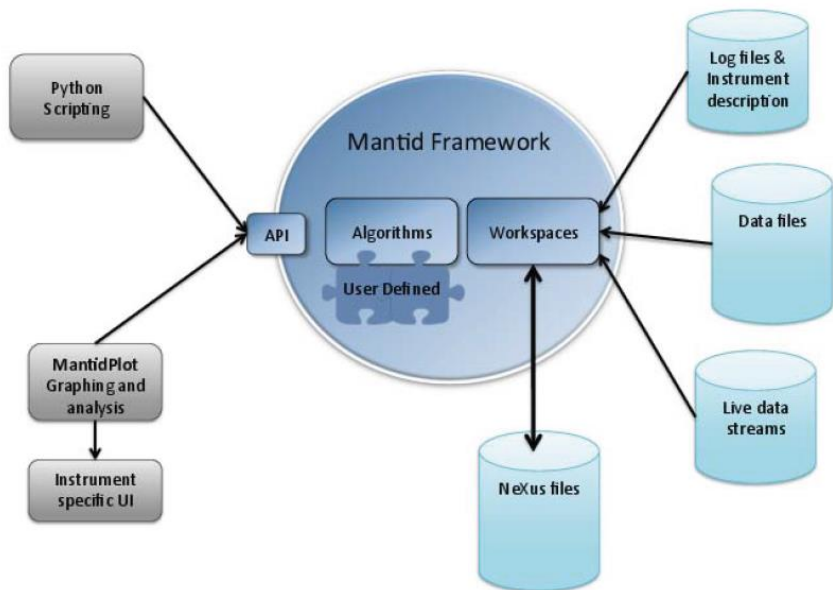 Python
Scripting
Mantid Framework
API
Algorithms
Workspaces
User Defined
MantidPlot
Graphing and
analysis
Instrument
specific UI
Log files &
Instrument
description
Data files
Live data
streams
NeXus files